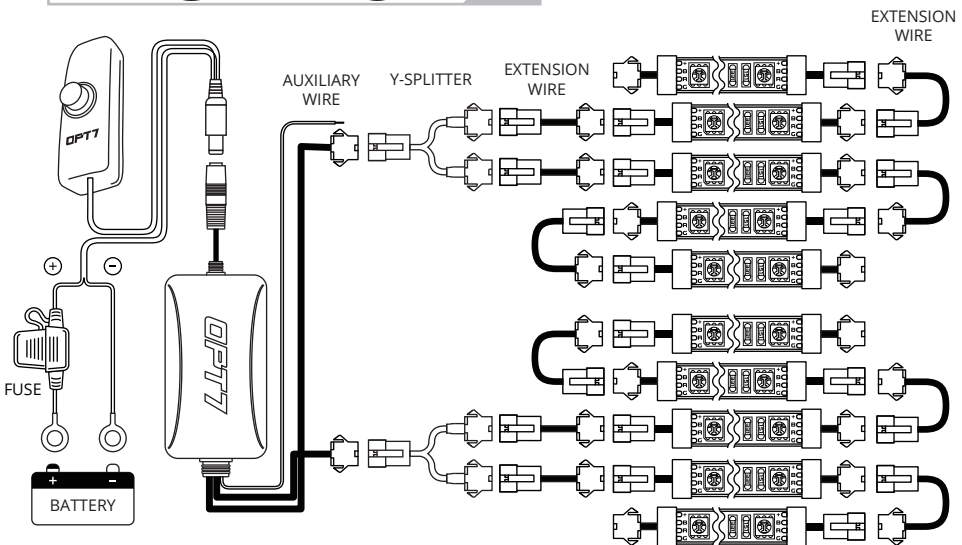 EXTENSION
WIRE
AUXILIARY
WIRE
Y-SPLITTER
EXTENSION
WIRE
OPT7
+
−
OPT7
FUSE
+
−
BATTERY